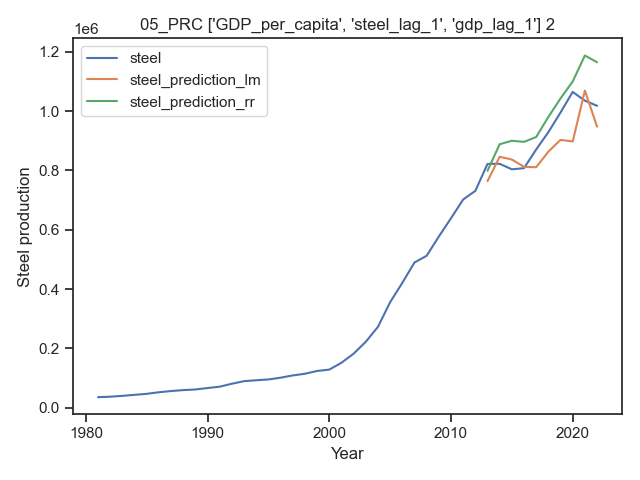 05_PRC ['GDP_per_capita', 'steel_lag_1', 'gdp_lag_1'] 2
1e6
steel
steel_prediction_lm
steel_prediction_rr
1.2
1.0
0.8
0.6
0.4
0.2
0.0
Steel production
1980
1990
2000
2010
2020
Year